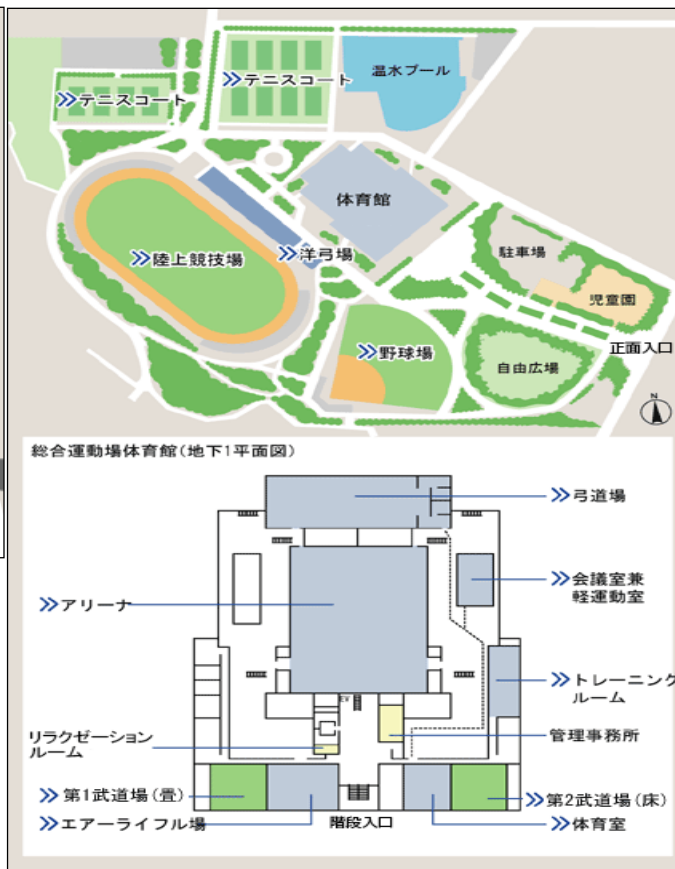 温水プール
≫テニスコート
≫テニスコート
体育館
≫洋弓場
駐車場
≫陸上競技場
児童園
正面入口
≫野球場
自由広場
N
総合運動場体育館(地下1平面図)
≫弓道場
≫会議室兼
軽運動室
≫アリーナ
≫トレーニング
ルーム
EV
リラクゼーション
ルーム
管理事務所
≫第1武道場(畳)
≫第2武道場(床)
≫エアーライフル場
階段入口
≫体育室